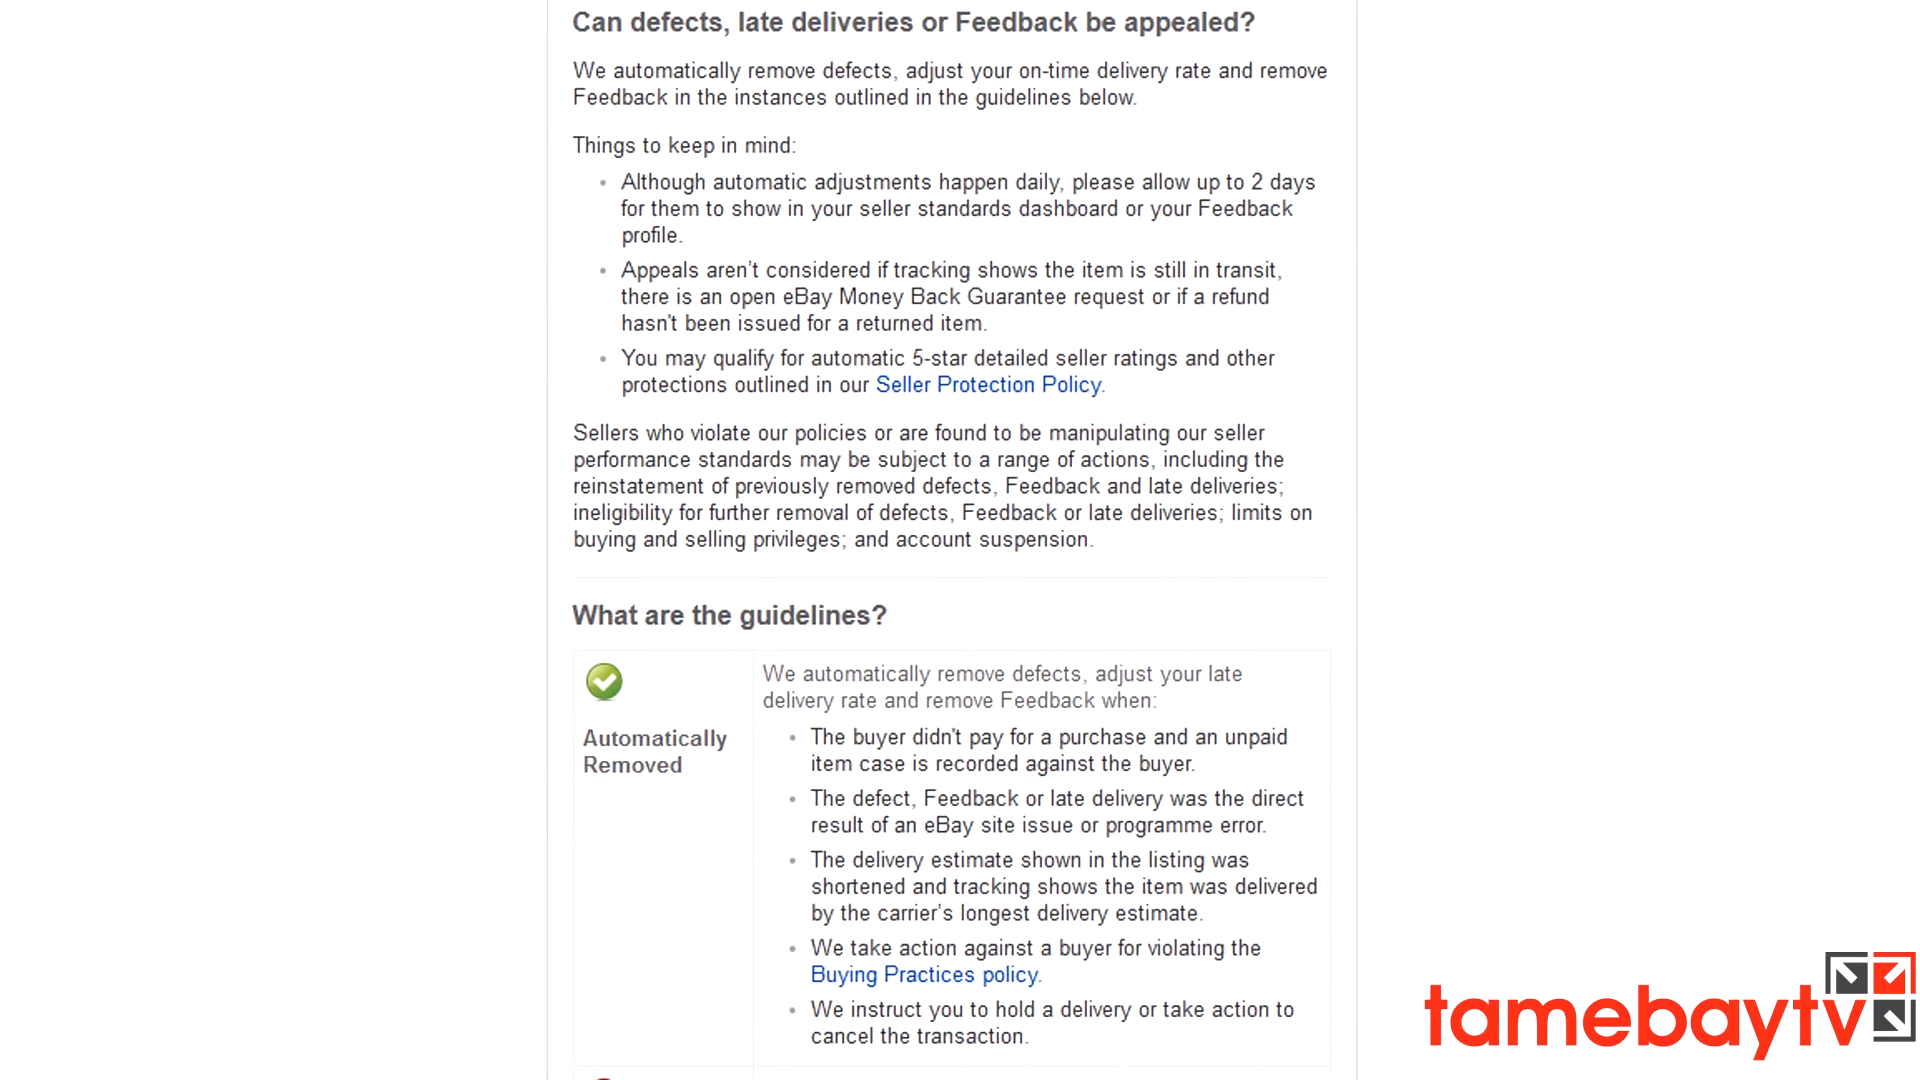 Can defects, late deliveries or Feedback be appealed?
We automatically remove defects, adjust your on-time delivery rate and remove
Feedback in the instances outlined in the guidelines below.
Things to keep in mind:
• Although automatic adjustments happen daily, please allow up to 2 days
for them to show in your seller standards dashboard or your Feedback
profile.
• Appeals aren't considered if tracking shows the item is still in transit,
there is an open eBay Money Back Guarantee request or if a refund
hasn't been issued for a returned item.
• You may qualify for automatic 5-star detailed seller ratings and other
protections outlined in our Seller Protection Policy.
Sellers who violate our policies or are found to be manipulating our seller
performance standards may be subject to a range of actions, including the
reinstatement of previously removed defects, Feedback and late deliveries;
ineligibility for further removal of defects, Feedback or late deliveries; limits on
buying and selling privileges; and account suspension.
What are the guidelines?
Automatically
Removed
We automatically remove defects, adjust your late
delivery rate and remove Feedback when:
• The buyer didn't pay for a purchase and an unpaid
item case is recorded against the buyer.
• The defect, Feedback or late delivery was the direct
result of an eBay site issue or programme error.
• The delivery estimate shown in the listing was
shortened and tracking shows the item was delivered
by the carrier's longest delivery estimate.
• We take action against a buyer for violating the
Buying Practices policy.
• We instruct you to hold a delivery or take action to
cancel the transaction.
tamebaytv